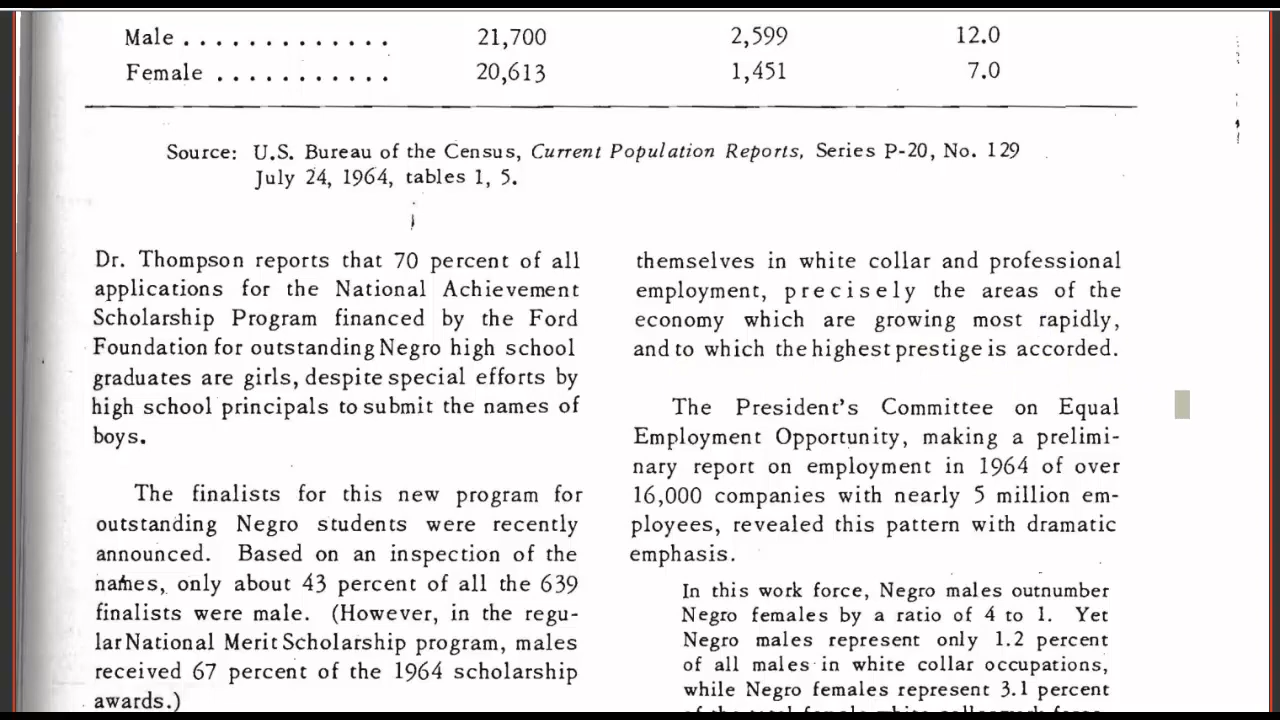 Male . . . . . . . . . . . . . 21,700 2,599 12.0
Female . . . . . . . . . . . 20,613 1,451 7.0
Source: U.S. Bureau of the Census, Current Population Reports, Series P-20, No. 129
July 24, 1964, tables 1, 5.
Dr. Thompson reports that 70 percent of all
applications for the National Achievement
Scholarship Program financed by the Ford
Foundation for outstanding Negro high school
graduates are girls, despite special efforts by
high school principals to submit the names of
boys.
The finalists for this new program for
outstanding Negro students were recently
announced. Based on an inspection of the
names, only about 43 percent of all the 639
finalists were male. (However, in the regu-
lar National Merit Scholarship program, males
received 67 percent of the 1964 scholarship
awards.)
themselves in white collar and professional
employment, precisely the areas of the
economy which are growing most rapidly,
and to which the highest prestige is accorded.
The President's Committee on Equal
Employment Opportunity, making a prelimi-
nary report on employment in 1964 of over
16,000 companies with nearly 5 million em-
ployees, revealed this pattern with dramatic
emphasis.
In this work force, Negro males outnumber
Negro females by a ratio of 4 to 1. Yet
Negro males represent only 1.2 percent
of all males in white collar occupations,
while Negro females represent 3.1 percent